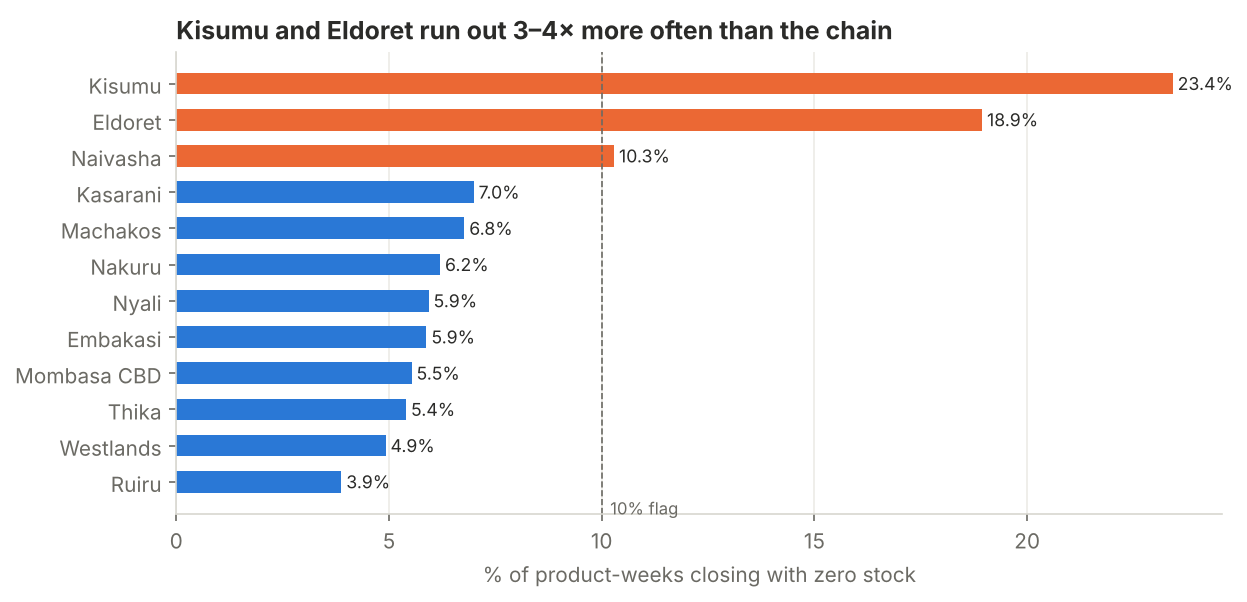 Kisumu and Eldoret run out 3–4× more often than the chain
Kisumu 23.4%
Eldoret 18.9%
Naivasha 10.3%
Kasarani 7.0%
Machakos 6.8%
Nakuru 6.2%
Nyali 5.9%
Embakasi 5.9%
Mombasa CBD 5.5%
Thika 5.4%
Westlands 4.9%
Ruiru 3.9%
10% flag
0 5 10 15 20
% of product-weeks closing with zero stock